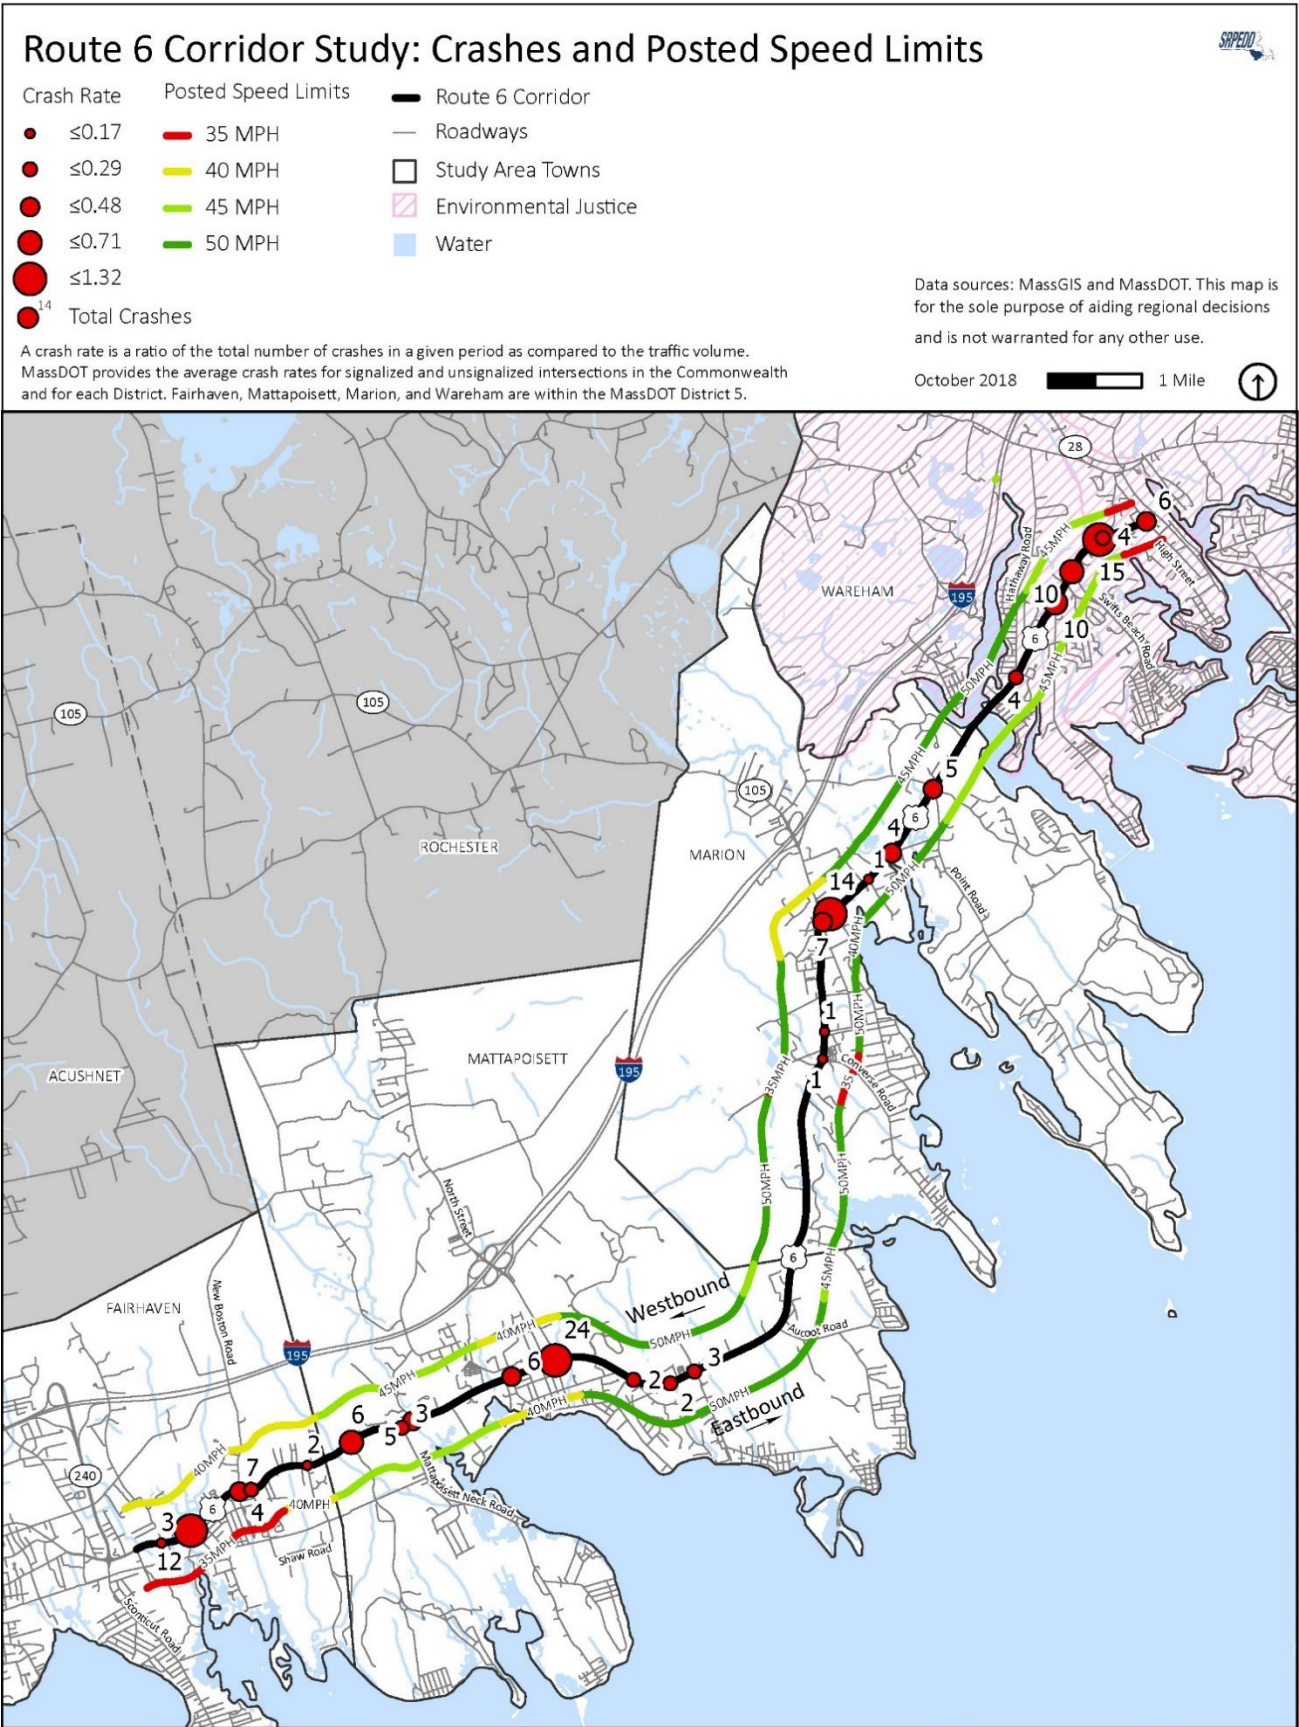 Route 6 Corridor Study: Crashes and Posted Speed Limits
SRPEDD
Crash Rate
≤0.17
≤0.29
≤0.48
≤0.71
≤1.32
14
Total Crashes
Posted Speed Limits
35 MPH
40 MPH
45 MPH
50 MPH
Route 6 Corridor
Roadways
Study Area Towns
Environmental Justice
Water
A crash rate is a ratio of the total number of crashes in a given period as compared to the traffic volume.
MassDOT provides the average crash rates for signalized and unsignalized intersections in the Commonwealth
and for each District. Fairhaven, Mattapoisett, Marion, and Wareham are within the MassDOT District 5.
Data sources: MassGIS and MassDOT. This map is
for the sole purpose of aiding regional decisions
and is not warranted for any other use.
October 2018
1 Mile
28
6
4
High Street
45MPH
15
Hathaway Road
WAREHAM
195
10
10
Swifts Beach Road
6
45MPH
50MPH
4
105
105
5
45MPH
105
6
4
ROCHESTER
MARION
1
50MPH
14
Point Road
40MPH
7
50MPH
1
MATTAPOISETT
195
ACUSHNET
35MPH
35
Converse Road
1
50MPH
50MPH
North Street
6
45MPH
New Boston Road
FAIRHAVEN
Westbound
24
40MPH
50MPH
Aucoot Road
195
6
3
2
2
45MPH
50MPH
Eastbound
40MPH
6
3
5
2
40MPH
7
Mattapoisett Neck Road
240
6
4
40MPH
3
12
35MPH
Shaw Road
Sconticut Road